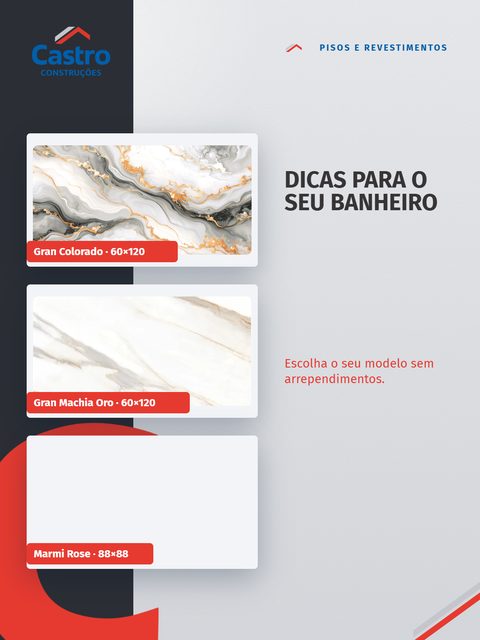 Castro
CONSTRUÇÕES
PISOS E REVESTIMENTOS
DICAS PARA O
SEU BANHEIRO
Gran Colorado · 60×120
Escolha o seu modelo sem
arrependimentos.
Gran Machia Oro · 60×120
Marmi Rose · 88×88